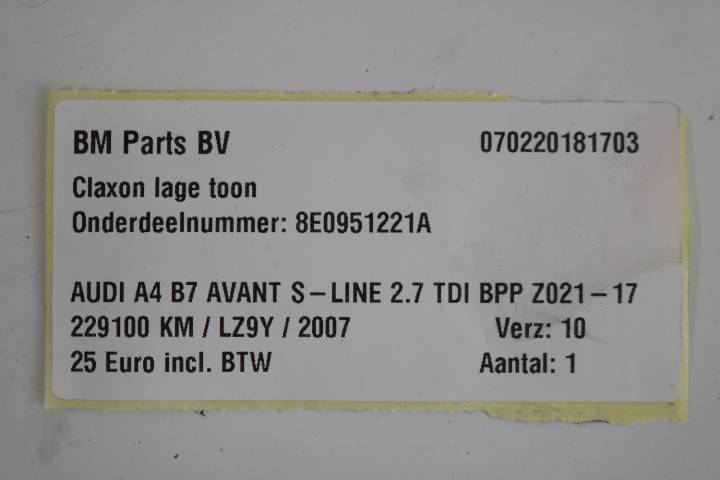 BM Parts BV 070220181703
Claxon lage toon
Onderdeelnummer: 8E0951221A
AUDI A4 B7 AVANT S-LINE 2.7 TDI BPP Z021-17
229100 KM / LZ9Y / 2007 Verz: 10
25 Euro incl. BTW Aantal: 1